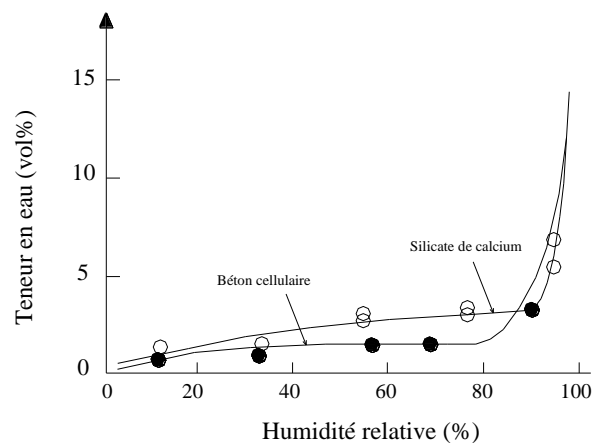 Teneur en eau (vol%)
15
10
5
0
Silicate de calcium
Béton cellulaire
0 20 40 60 80 100
Humidité relative (%)